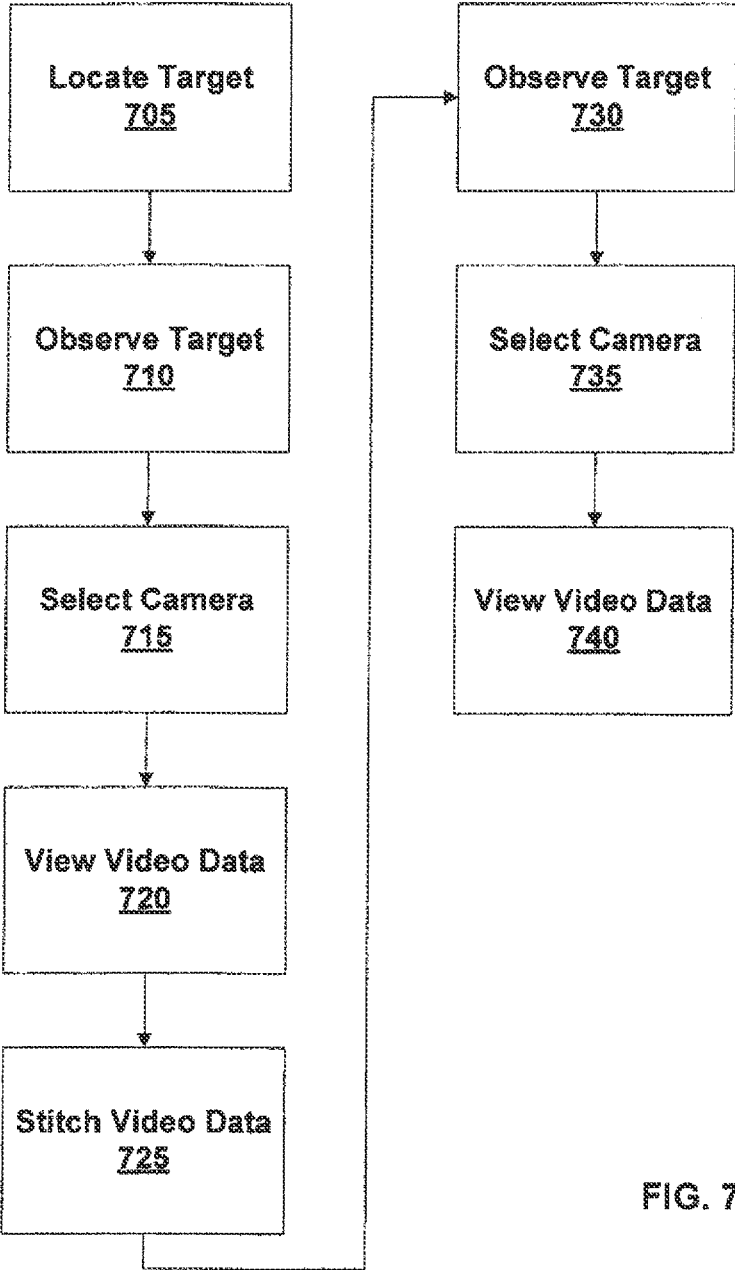 Locate Target
705
Observe Target
710
Select Camera
715
View Video Data
720
Stitch Video Data
725
Observe Target
730
Select Camera
735
View Video Data
740
FIG. 7